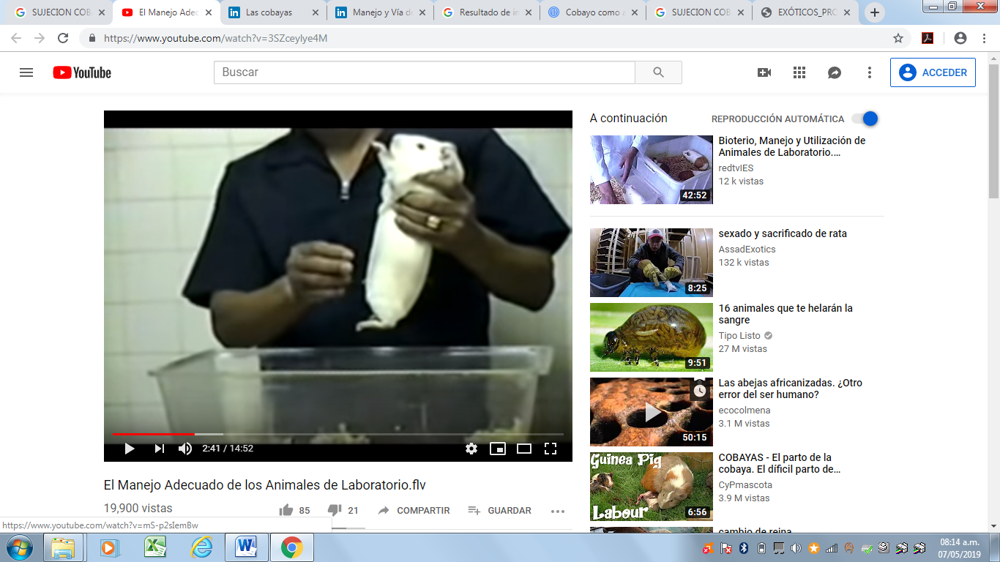 SUJECION COB
El Manejo Adec
Las cobayas
Manejo y Vía de
Resultado de in
Cobayo como a
SUJECION COB
EXÓTICOS_PRO
https://www.youtube.com/watch?v=3SZceylye4M
YouTube
Buscar
ACCEDER
A continuación
REPRODUCCIÓN AUTOMÁTICA
Bioterio, Manejo y Utilización de
Animales de Laboratorio....
redtvIES
12 k vistas
42:52
sexado y sacrificado de rata
AssadExotics
132 k vistas
8:25
16 animales que te helarán la
sangre
Tipo Listo
27 M vistas
9:51
Las abejas africanizadas. ¿Otro
error del ser humano?
ecocolmena
3.1 M vistas
50:15
Guinea Pig
Labour
COBAYAS - El parto de la
cobaya. El díficil parto de...
CyPmascota
3.9 M vistas
6:56
cambio de reina
2:41 / 14:52
El Manejo Adecuado de los Animales de Laboratorio.flv
19,900 vistas
85
21
COMPARTIR
GUARDAR
https://www.youtube.com/watch?v=mS-p2sIemBw
08:14 a.m.
07/05/2019